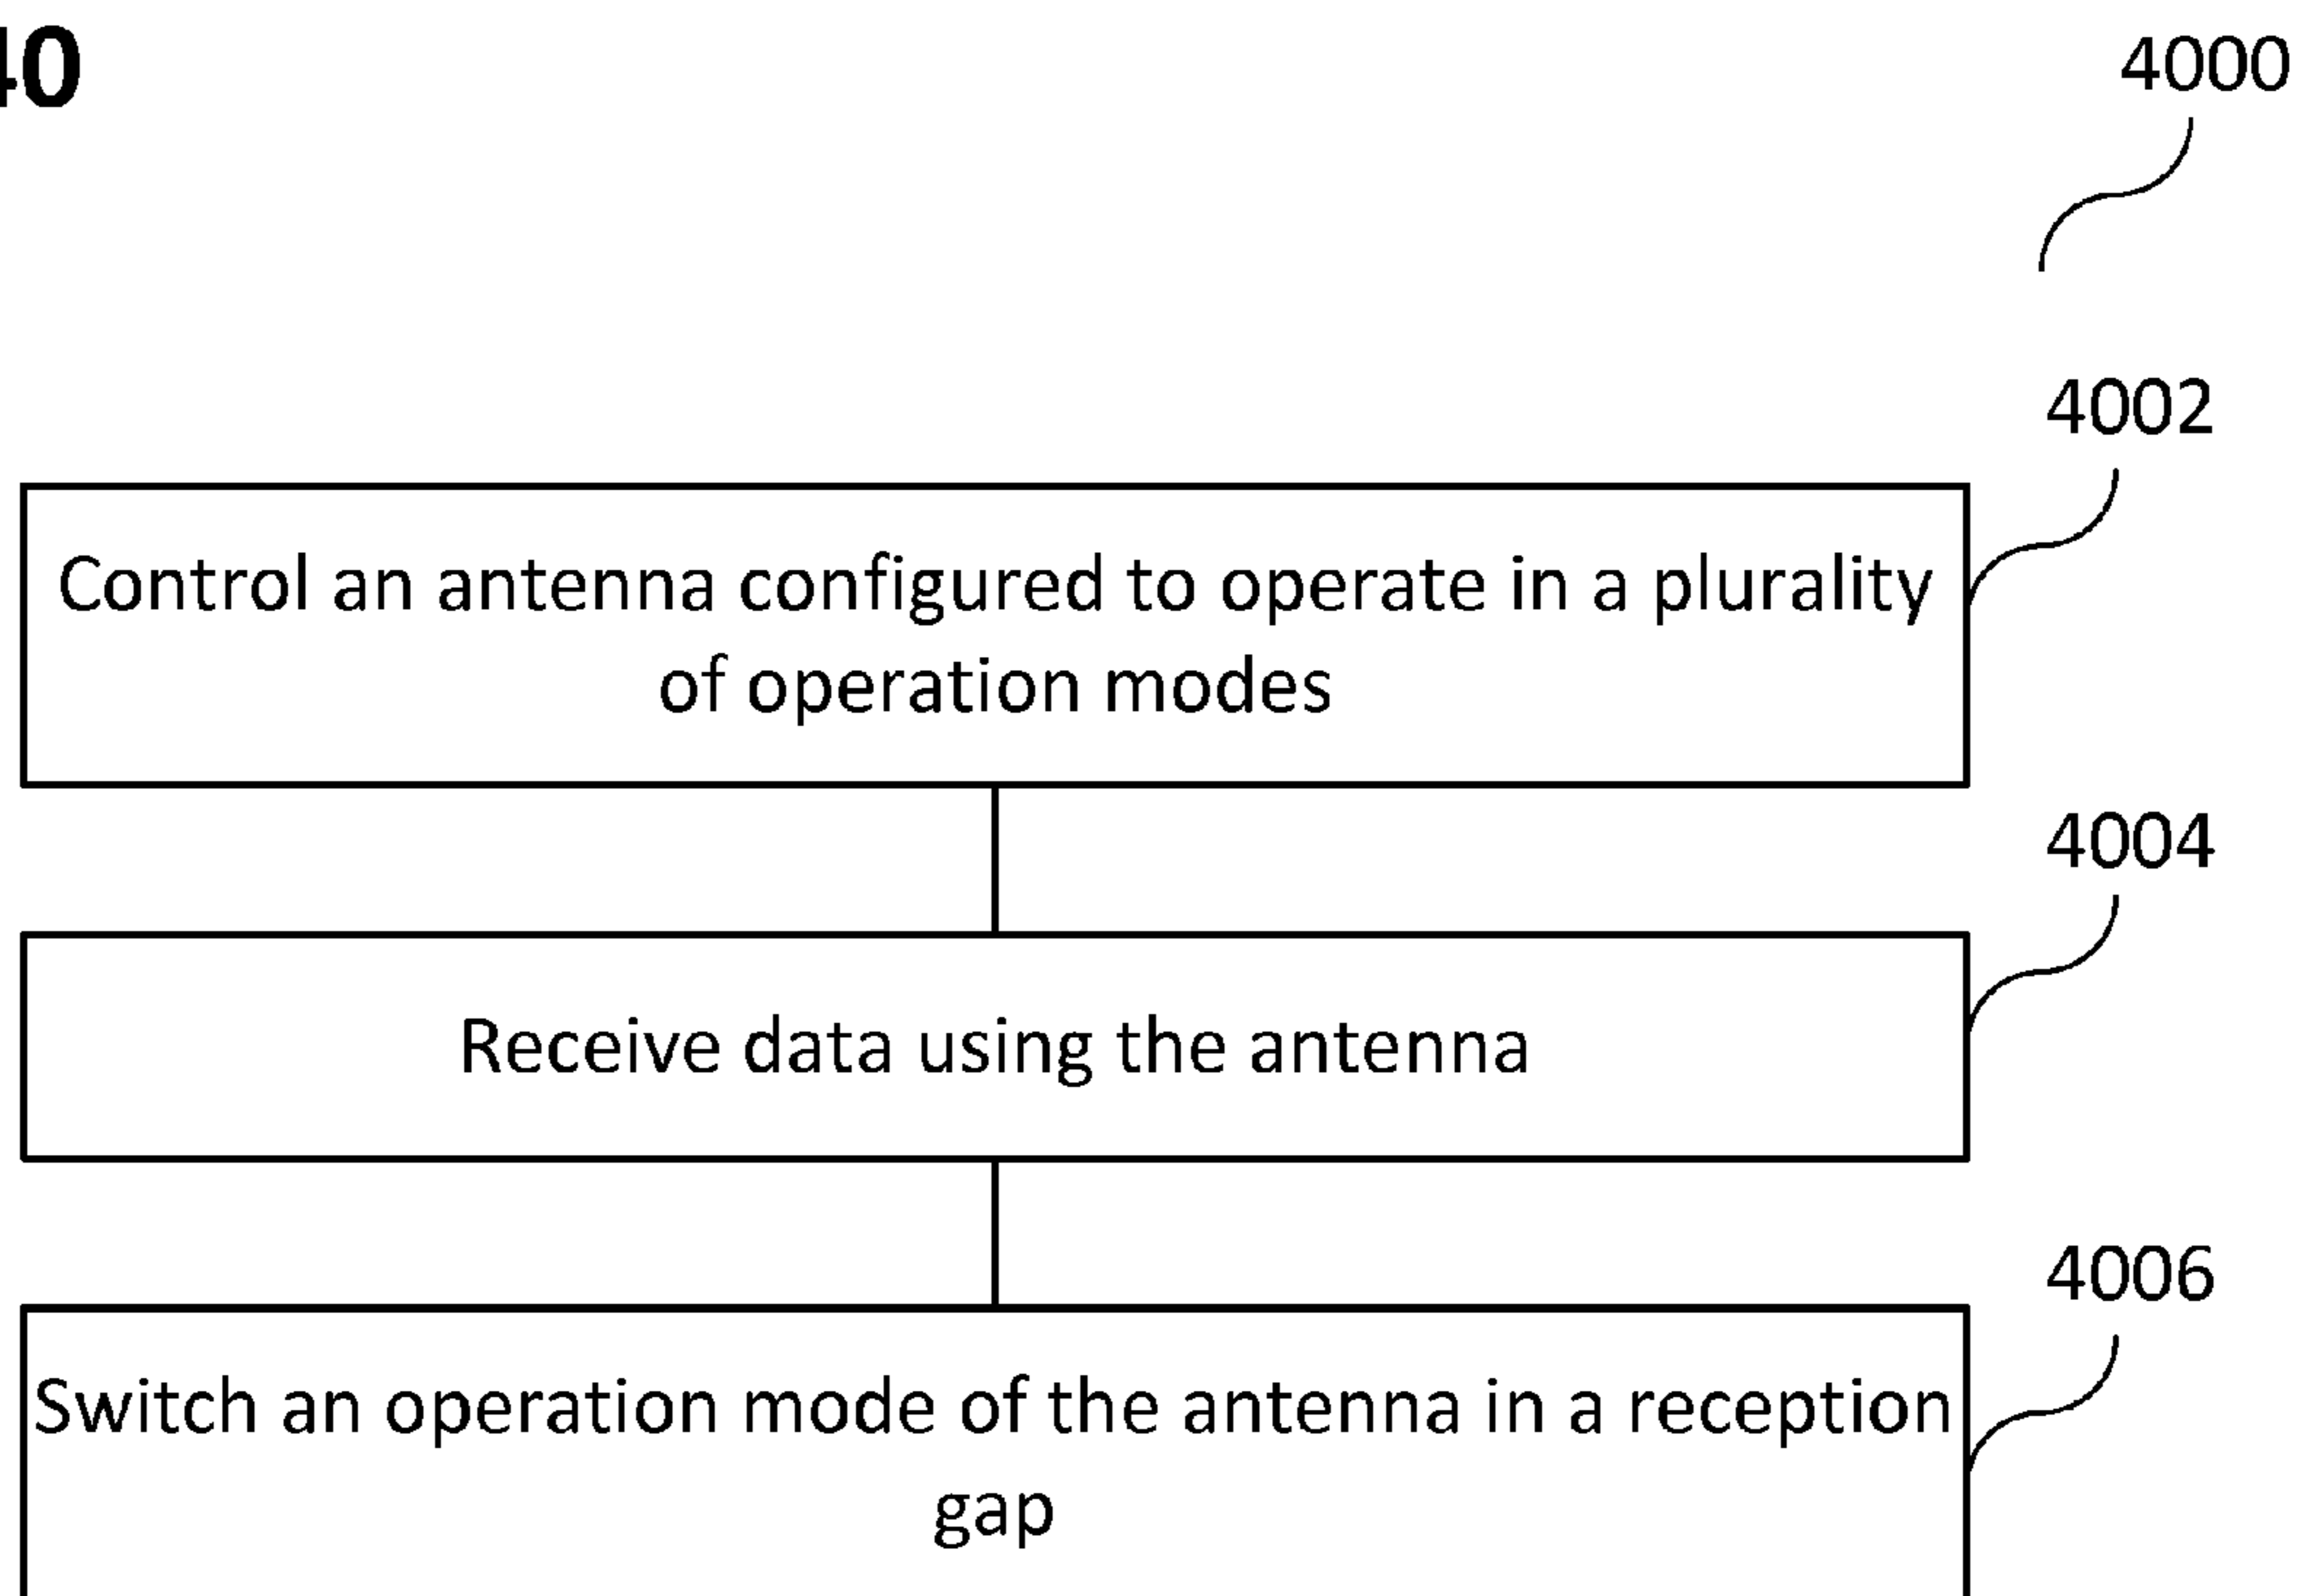 40
4000
4002
Control an antenna configured to operate in a plurality
of operation modes
4004
Receive data using the antenna
4006
Switch an operation mode of the antenna in a reception
gap